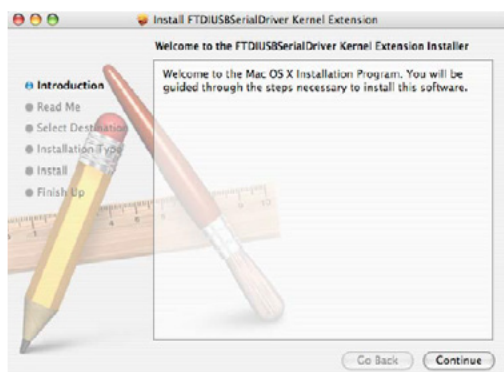 Install FTDIUSBSerialDriver Kernel Extension
Welcome to the FTDIUSBSerialDriver Kernel Extension Installer
Introduction
Read Me
Select Destination
Installation Type
Install
Finish Up
Welcome to the Mac OS X Installation Program. You will be
guided through the steps necessary to install this software.
Go Back
Continue